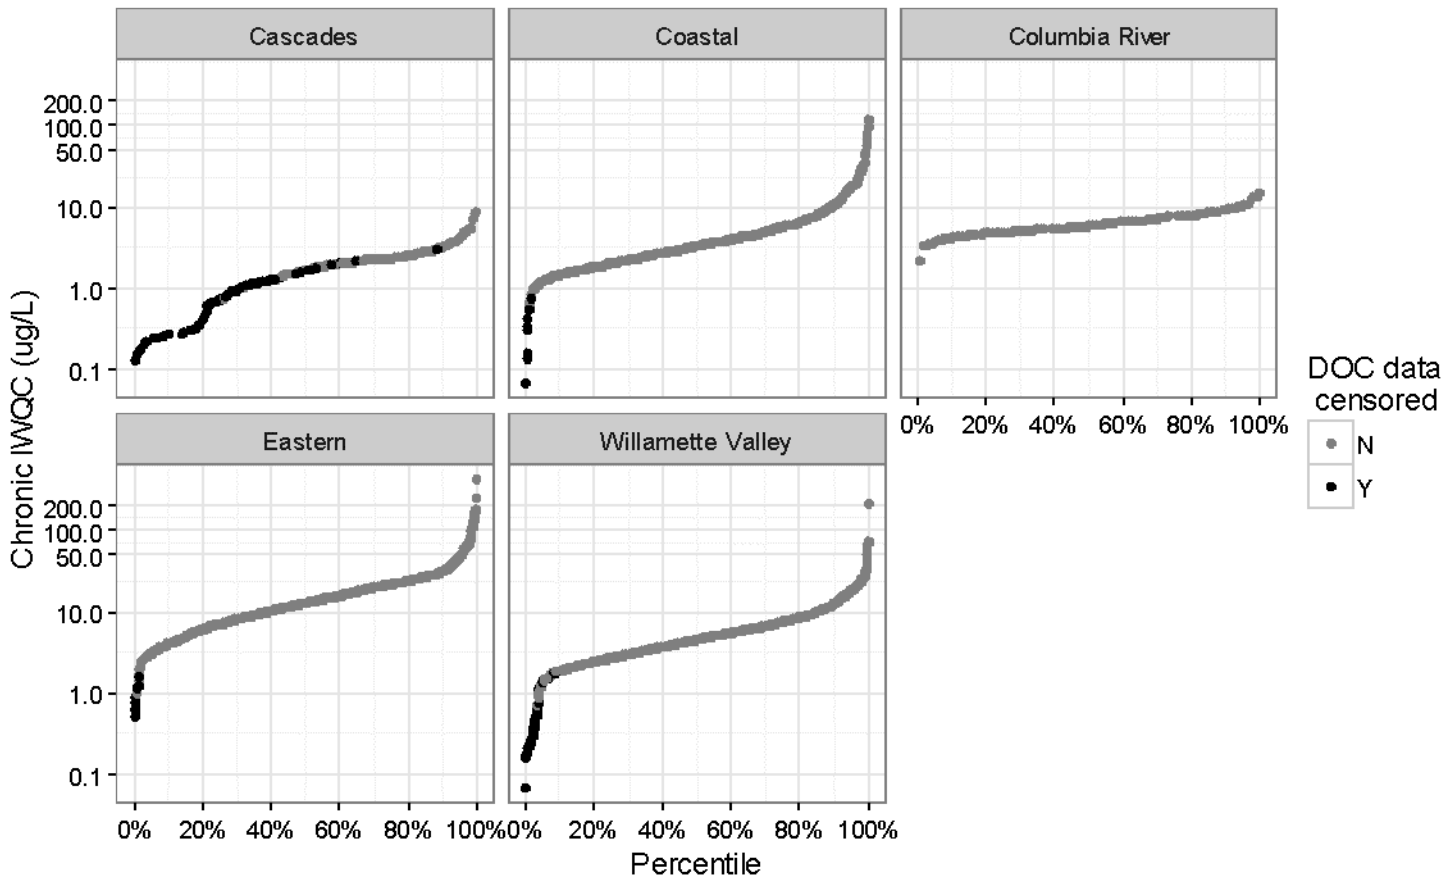 Cascades
Coastal
Columbia River
200.0
100.0
50.0
10.0
1.0
0.1
0% 20% 40% 60% 80% 100%
Eastern
Willamette Valley
200.0
100.0
50.0
10.0
1.0
0.1
0% 20% 40% 60% 80% 100%
0% 20% 40% 60% 80% 100%
Percentile
Chronic IWQC (ug/L)
DOC data
censored
N
Y